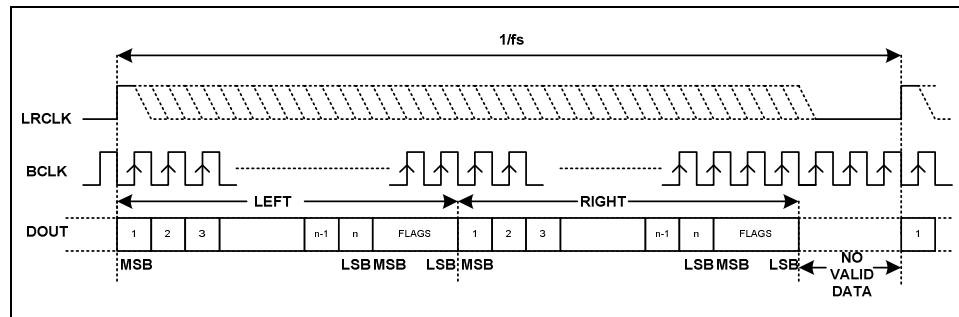 1/fs
LRCLK
BCLK
LEFT RIGHT
DOUT 1 2 3 n-1 n FLAGS 1 2 3 n-1 n FLAGS 1
MSB LSB MSB LSB MSB LSB MSB LSB
NO
VALID
DATA